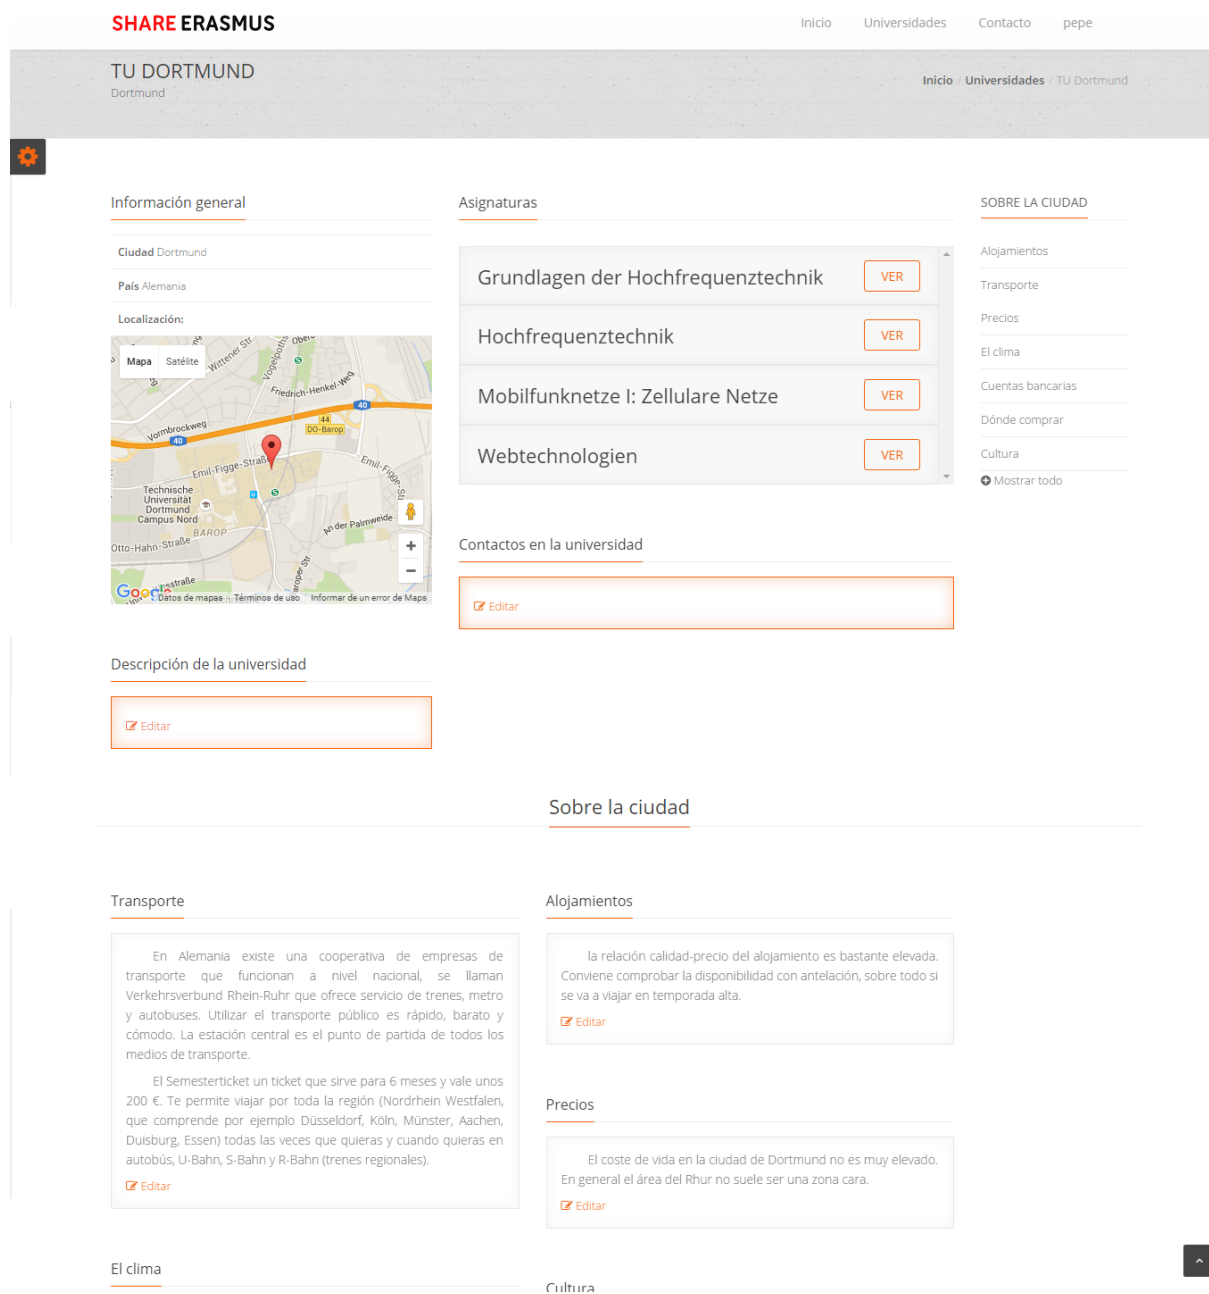 SHARE ERASMUS
Inicio Universidades Contacto pepe
TU DORTMUND
Dortmund
Inicio / Universidades / TU Dortmund
Información general
Ciudad Dortmund
País Alemania
Localización:
Mapa Satélite
Wittener Str.
Vogelpoths
Friedrich-Henkel-Weg
40
44
DO-Barop
Vormbrockweg
40
Emil-Figge-Straße
Emil-Figge-St
Technische
Universität
Dortmund
Campus Nord
BAROP
An der Palmweide
Otto-Hahn-Straße
Google
Datos de mapas Términos de uso Informar de un error de Maps
Descripción de la universidad
Editar
Asignaturas
Grundlagen der Hochfrequenztechnik VER
Hochfrequenztechnik VER
Mobilfunknetze I: Zellulare Netze VER
Webtechnologien VER
Contactos en la universidad
Editar
SOBRE LA CIUDAD
Alojamientos
Transporte
Precios
El clima
Cuentas bancarias
Dónde comprar
Cultura
Mostrar todo
Sobre la ciudad
Transporte
En Alemania existe una cooperativa de empresas de
transporte que funcionan a nivel nacional, se llaman
Verkehrsverbund Rhein-Ruhr que ofrece servicio de trenes, metro
y autobuses. Utilizar el transporte público es rápido, barato y
cómodo. La estación central es el punto de partida de todos los
medios de transporte.
El Semesterticket un ticket que sirve para 6 meses y vale unos
200 €. Te permite viajar por toda la región (Nordrhein Westfalen,
que comprende por ejemplo Düsseldorf, Köln, Münster, Aachen,
Duisburg, Essen) todas las veces que quieras y cuando quieras en
autobús, U-Bahn, S-Bahn y R-Bahn (trenes regionales).
Editar
El clima
Alojamientos
la relación calidad-precio del alojamiento es bastante elevada.
Conviene comprobar la disponibilidad con antelación, sobre todo si
se va a viajar en temporada alta.
Editar
Precios
El coste de vida en la ciudad de Dortmund no es muy elevado.
En general el área del Rhur no suele ser una zona cara.
Editar
Cultura